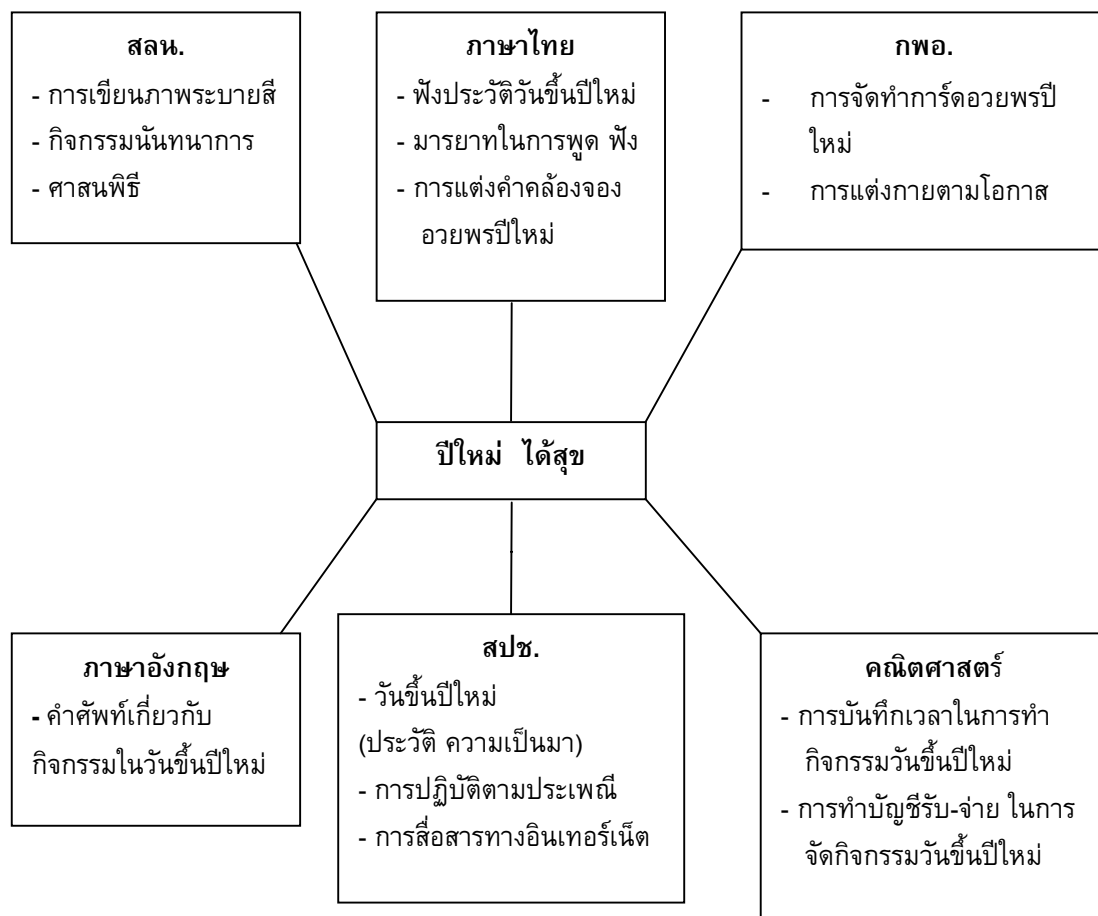 สลน.
- การเขียนภาพระบายสี
- กิจกรรมนันทนาการ
- ศาสนพิธี
ภาษาไทย
- ฟังประวัติวันขึ้นปีใหม่
- มารยาทในการพูด ฟัง
- การแต่งคำคล้องจอง
อวยพรปีใหม่
กพอ.
- การจัดทำการ์ดอวยพรปี
ใหม่
- การแต่งกายตามโอกาส
ปีใหม่ ได้สุข
ภาษาอังกฤษ
- คำศัพท์เกี่ยวกับ
กิจกรรมในวันขึ้นปีใหม่
สปช.
- วันขึ้นปีใหม่
(ประวัติ ความเป็นมา)
- การปฏิบัติตามประเพณี
- การสื่อสารทางอินเทอร์เน็ต
คณิตศาสตร์
- การบันทึกเวลาในการทำ
กิจกรรมวันขึ้นปีใหม่
- การทำบัญชีรับ-จ่าย ในการ
จัดกิจกรรมวันขึ้นปีใหม่